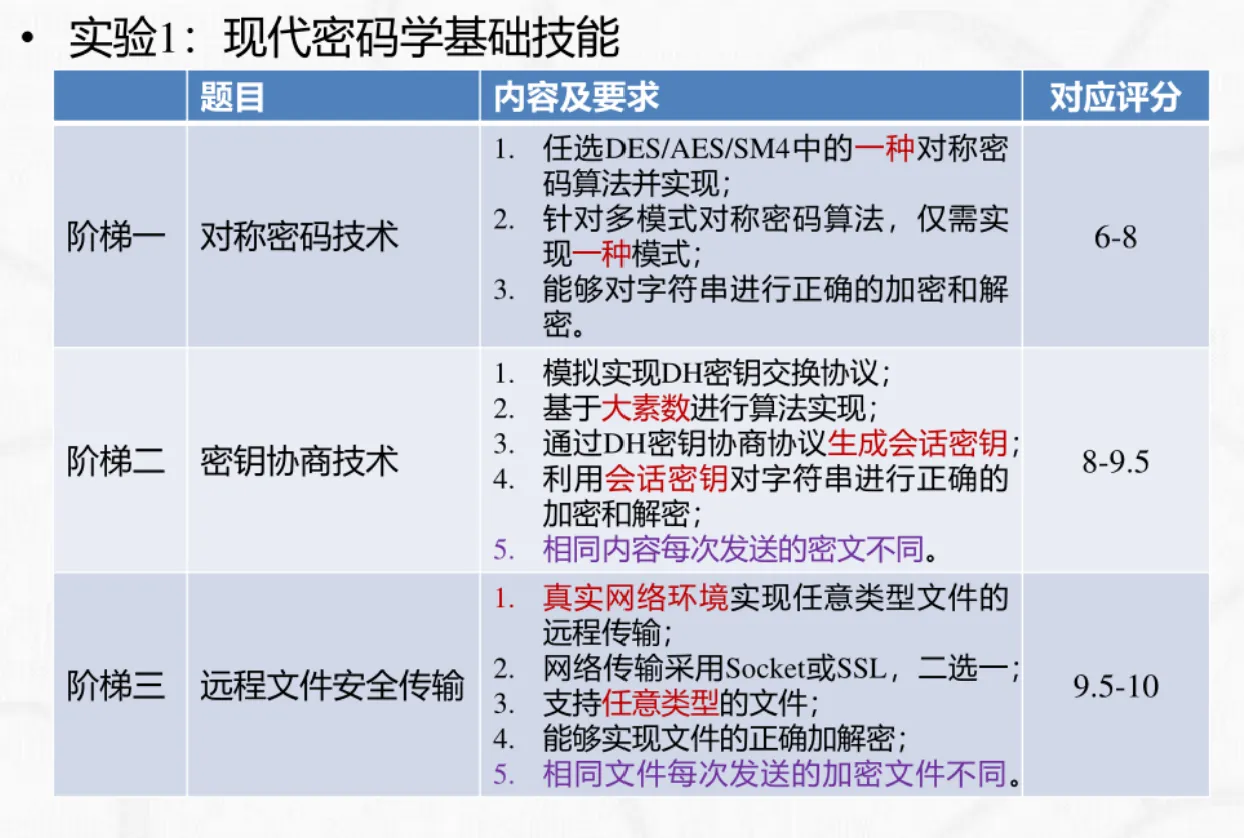 • 实验1：现代密码学基础技能
题目 内容及要求 对应评分
阶梯一 对称密码技术
1. 任选DES/AES/SM4中的一种对称密
码算法并实现；
2. 针对多模式对称密码算法，仅需实
现一种模式；
3. 能够对字符串进行正确的加密和解
密。
6-8
阶梯二 密钥协商技术
1. 模拟实现DH密钥交换协议；
2. 基于大素数进行算法实现；
3. 通过DH密钥协商协议生成会话密钥；
4. 利用会话密钥对字符串进行正确的
加密和解密；
5. 相同内容每次发送的密文不同。
8-9.5
阶梯三 远程文件安全传输
1. 真实网络环境实现任意类型文件的
远程传输；
2. 网络传输采用Socket或SSL，二选一；
3. 支持任意类型的文件；
4. 能够实现文件的正确加解密；
5. 相同文件每次发送的加密文件不同。
9.5-10